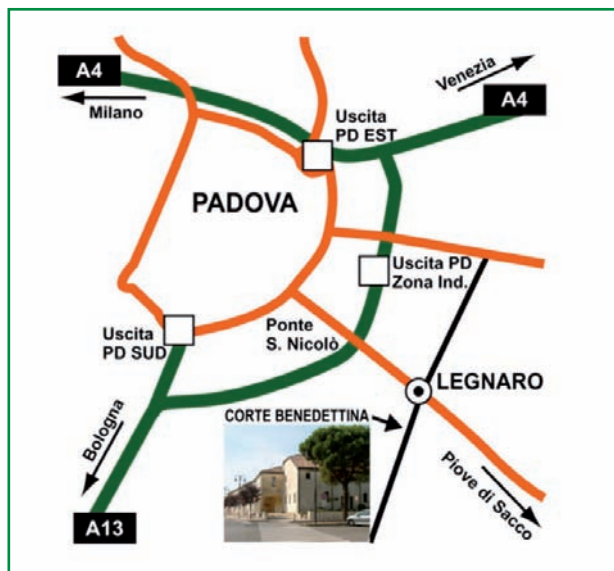 A4
Milano
Venezia
A4
Uscita
PD EST
PADOVA
Uscita PD
Zona Ind.
Uscita
PD SUD
Ponte
S. Nicolò
LEGNARO
CORTE BENEDETTINA
Bologna
Piove di Sacco
A13